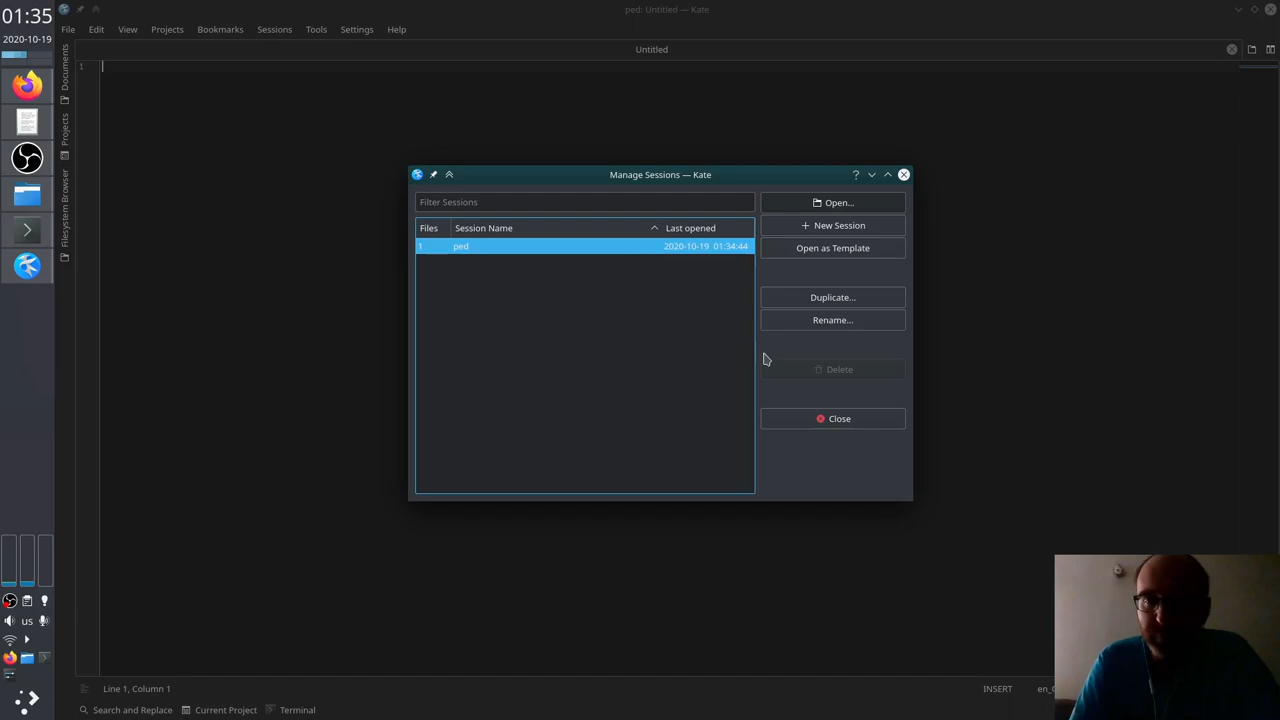 01:35
2020-10-19
ped: Untitled — Kate
File Edit View Projects Bookmarks Sessions Tools Settings Help
Untitled
Documents
Projects
Filesystem Browser
1
Manage Sessions — Kate
?
Filter Sessions
Open...
Files Session Name Last opened
New Session
1 ped 2020-10-19 01:34:44
Open as Template
Duplicate...
Rename...
Delete
Close
us
Line 1, Column 1
INSERT
Search and Replace Current Project Terminal